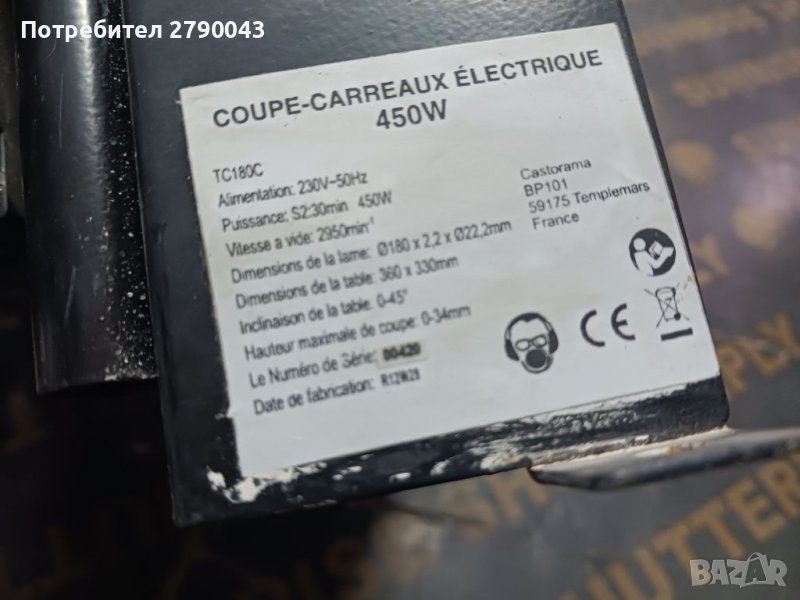 Потребител 2790043
COUPE-CARREAUX ÉLECTRIQUE
450W
TC180C
Alimentation: 230V~50Hz
Puissance: S2:30min 450W
Vitesse a vide: 2950min⁻¹
Dimensions de la lame: Ø180 x 2,2 x Ø22,2mm
Dimensions de la table: 360 x 330mm
Inclinaison de la table: 0-45°
Hauteur maximale de coupe: 0-34mm
Le Numéro de Série: 00420
Date de fabrication:
Castorama
BP101
59175 Templemars
France
CE
SHUTTER
BAZAR